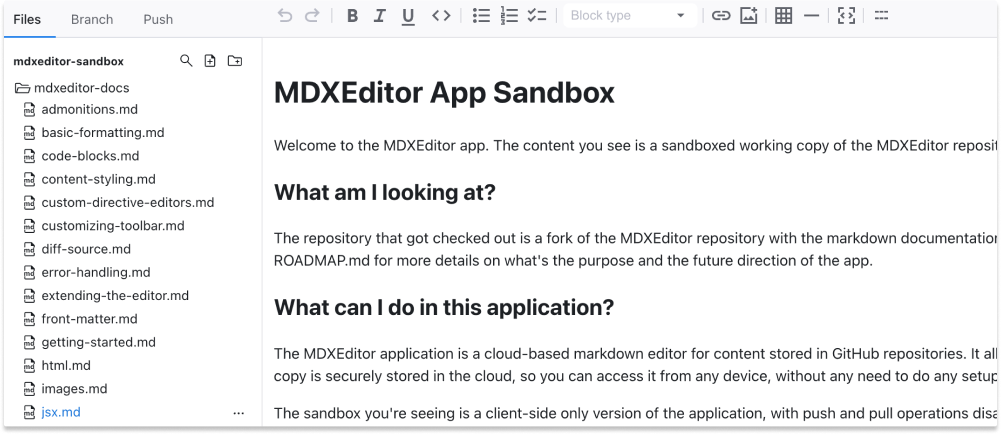 Files Branch Push B I U Block type
mdxeditor-sandbox
mdxeditor-docs
admonitions.md
basic-formatting.md
code-blocks.md
content-styling.md
custom-directive-editors.md
customizing-toolbar.md
diff-source.md
error-handling.md
extending-the-editor.md
front-matter.md
getting-started.md
html.md
images.md
jsx.md
MDXEditor App Sandbox
Welcome to the MDXEditor app. The content you see is a sandboxed working copy of the MDXEditor reposit
What am I looking at?
The repository that got checked out is a fork of the MDXEditor repository with the markdown documentation
ROADMAP.md for more details on what's the purpose and the future direction of the app.
What can I do in this application?
The MDXEditor application is a cloud-based markdown editor for content stored in GitHub repositories. It all
copy is securely stored in the cloud, so you can access it from any device, without any need to do any setup
The sandbox you're seeing is a client-side only version of the application, with push and pull operations disa